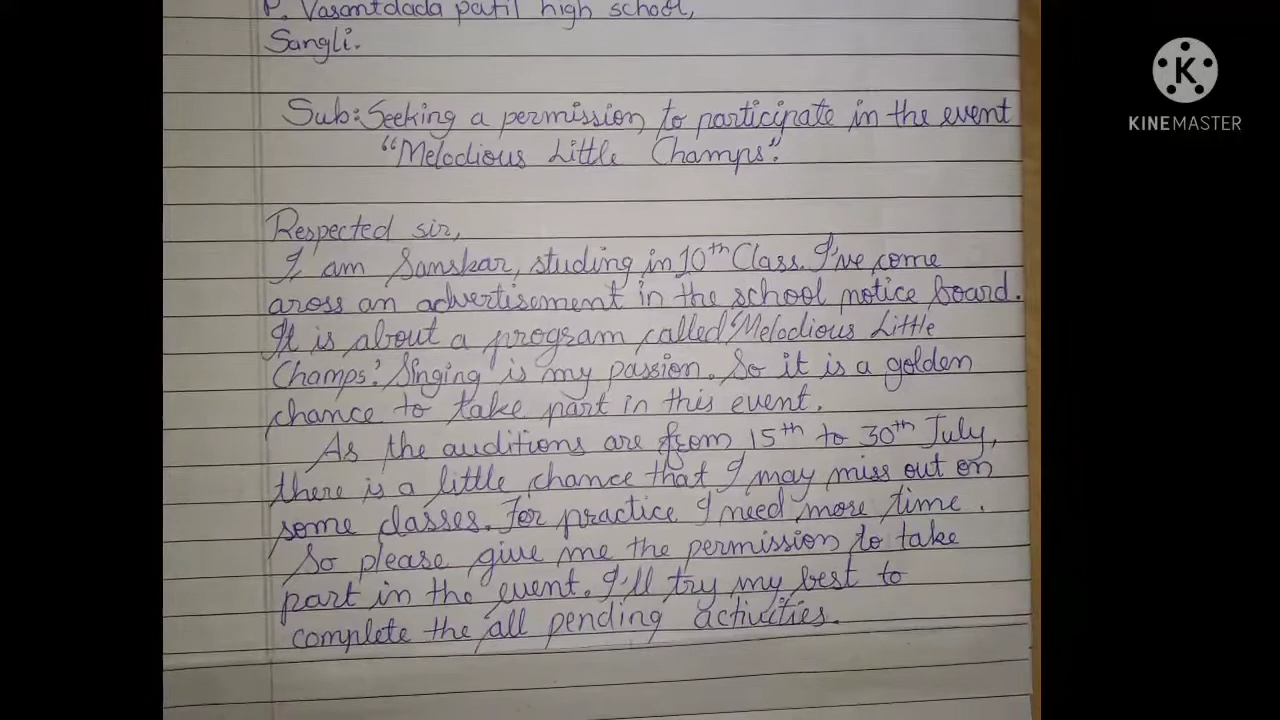 P. Vasantdada patil high school,
Sangli.
Sub: Seeking a permission to participate in the event
"Melodious Little Champs".
Respected sir,
I am Sanskar, studing in 10th Class. I've come
aross an advertisement in the school notice board.
It is about a program called 'Melodious Little
Champs'. Singing is my passion. So it is a golden
chance to take part in this event.
As the auditions are from 15th to 30th July,
there is a little chance that I may miss out on
some classes. For practice I need more time.
So please give me the permission to take
part in the event. I'll try my best to
complete the all pending activities.
K
KINEMASTER